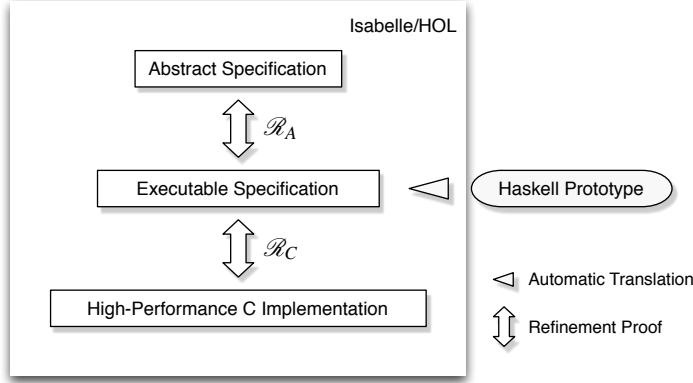 Isabelle/HOL
Abstract Specification
ℛA
Executable Specification
Haskell Prototype
ℛC
Automatic Translation
High-Performance C Implementation
Refinement Proof